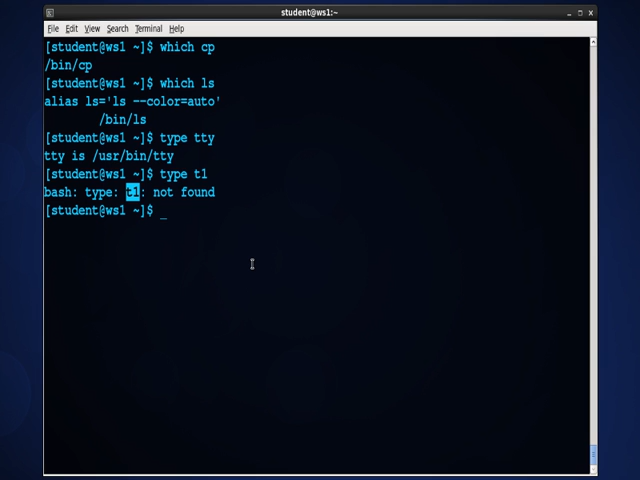 student@ws1:~
File Edit View Search Terminal Help
[student@ws1 ~]$ which cp
/bin/cp
[student@ws1 ~]$ which ls
alias ls='ls --color=auto'
/bin/ls
[student@ws1 ~]$ type tty
tty is /usr/bin/tty
[student@ws1 ~]$ type t1
bash: type: t1: not found
[student@ws1 ~]$ _